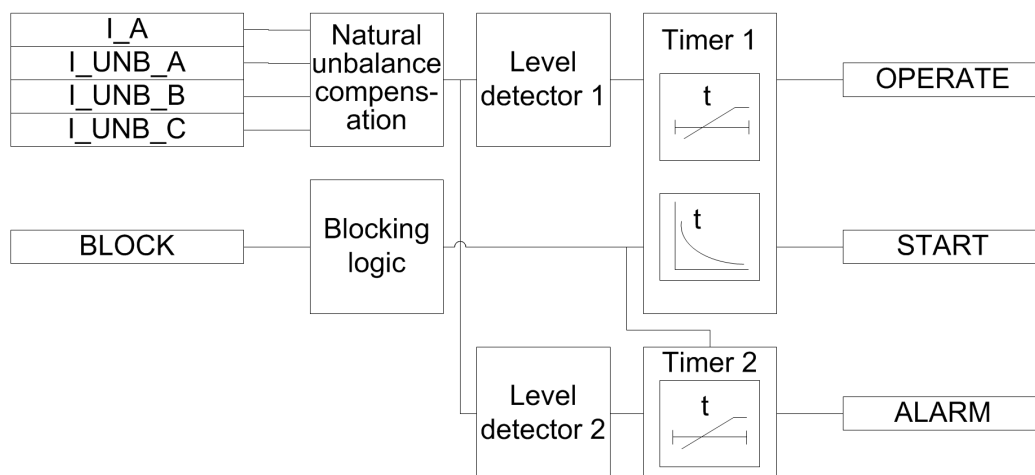 I_A
I_UNB_A
I_UNB_B
I_UNB_C
Natural
unbalance
compens-
ation
Level
detector 1
Timer 1
t
OPERATE
BLOCK
Blocking
logic
t
START
Level
detector 2
Timer 2
t
ALARM